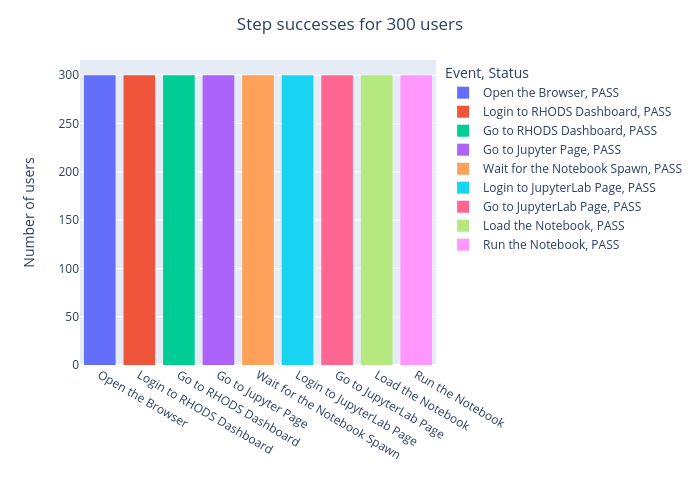 Step successes for 300 users
Number of users
300
250
200
150
100
50
0
Open the Browser
Login to RHODS Dashboard
Go to RHODS Dashboard
Go to Jupyter Page
Wait for the Notebook Spawn
Login to JupyterLab Page
Go to JupyterLab Page
Load the Notebook
Run the Notebook
Event, Status
Open the Browser, PASS
Login to RHODS Dashboard, PASS
Go to RHODS Dashboard, PASS
Go to Jupyter Page, PASS
Wait for the Notebook Spawn, PASS
Login to JupyterLab Page, PASS
Go to JupyterLab Page, PASS
Load the Notebook, PASS
Run the Notebook, PASS